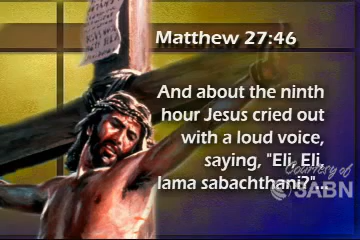 Matthew 27:46
And about the ninth
hour Jesus cried out
with a loud voice,
saying, "Eli, Eli,
lama sabachthani?"...
Courtesy of
3ABN